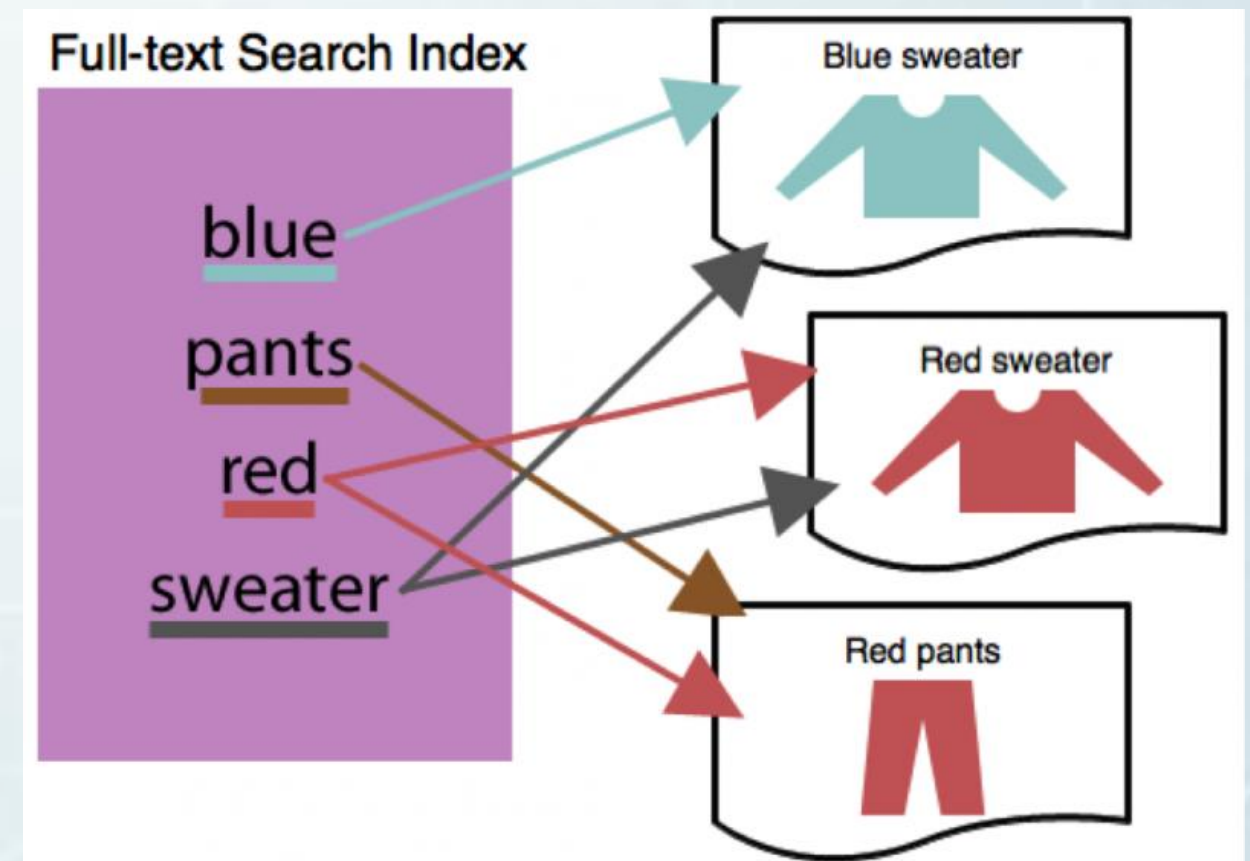 Full-text Search Index
blue
pants
red
sweater
Blue sweater
Red sweater
Red pants